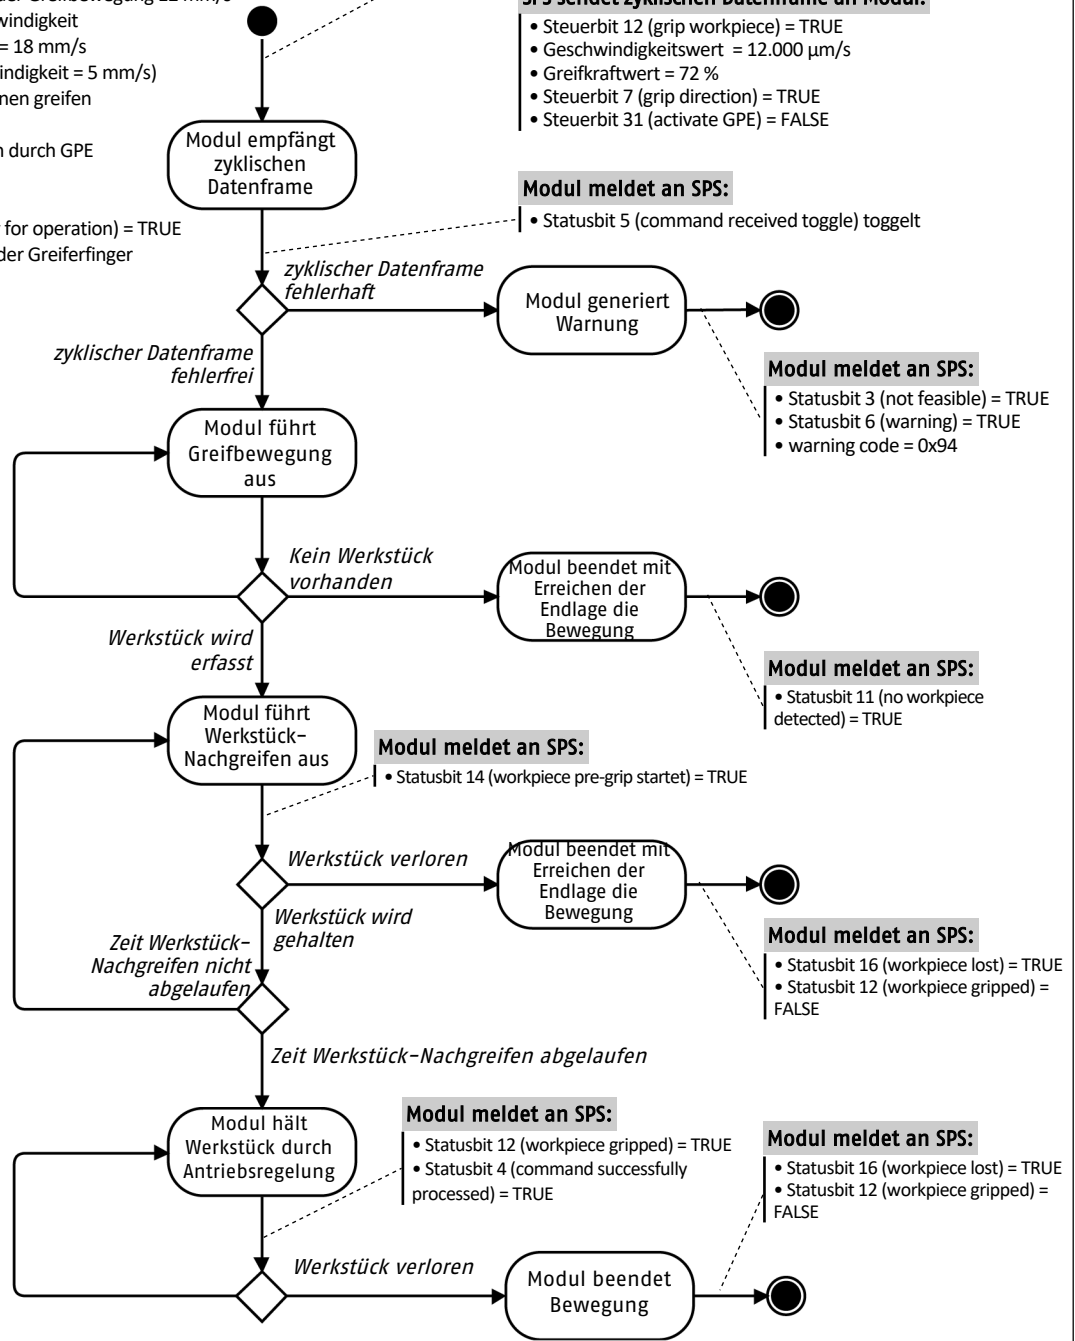 windigkeit
= 18 mm/s
indigkeit = 5 mm/s)
nen greifen
durch GPE
for operation) = TRUE
der Greiferfinger
SPS sendet zyklischen Datenframe an Modul:
• Steuerbit 12 (grip workpiece) = TRUE
• Geschwindigkeitswert = 12.000 µm/s
• Greifkraftwert = 72 %
• Steuerbit 7 (grip direction) = TRUE
• Steuerbit 31 (activate GPE) = FALSE
Modul empfängt
zyklischen
Datenframe
Modul meldet an SPS:
• Statusbit 5 (command received toggle) toggelt
zyklischer Datenframe
fehlerhaft
Modul generiert
Warnung
zyklischer Datenframe
fehlerfrei
Modul meldet an SPS:
• Statusbit 3 (not feasible) = TRUE
• Statusbit 6 (warning) = TRUE
• warning code = 0x94
Modul führt
Greifbewegung
aus
Kein Werkstück
vorhanden
Modul beendet mit
Erreichen der
Endlage die
Bewegung
Werkstück wird
erfasst
Modul meldet an SPS:
• Statusbit 11 (no workpiece
detected) = TRUE
Modul führt
Werkstück-
Nachgreifen aus
Modul meldet an SPS:
• Statusbit 14 (workpiece pre-grip startet) = TRUE
Werkstück verloren
Modul beendet mit
Erreichen der
Endlage die
Bewegung
Werkstück wird
gehalten
Zeit Werkstück-
Nachgreifen nicht
abgelaufen
Modul meldet an SPS:
• Statusbit 16 (workpiece lost) = TRUE
• Statusbit 12 (workpiece gripped) =
FALSE
Zeit Werkstück-Nachgreifen abgelaufen
Modul hält
Werkstück durch
Antriebsregelung
Modul meldet an SPS:
• Statusbit 12 (workpiece gripped) = TRUE
• Statusbit 4 (command successfully
processed) = TRUE
Modul meldet an SPS:
• Statusbit 16 (workpiece lost) = TRUE
• Statusbit 12 (workpiece gripped) =
FALSE
Werkstück verloren
Modul beendet
Bewegung